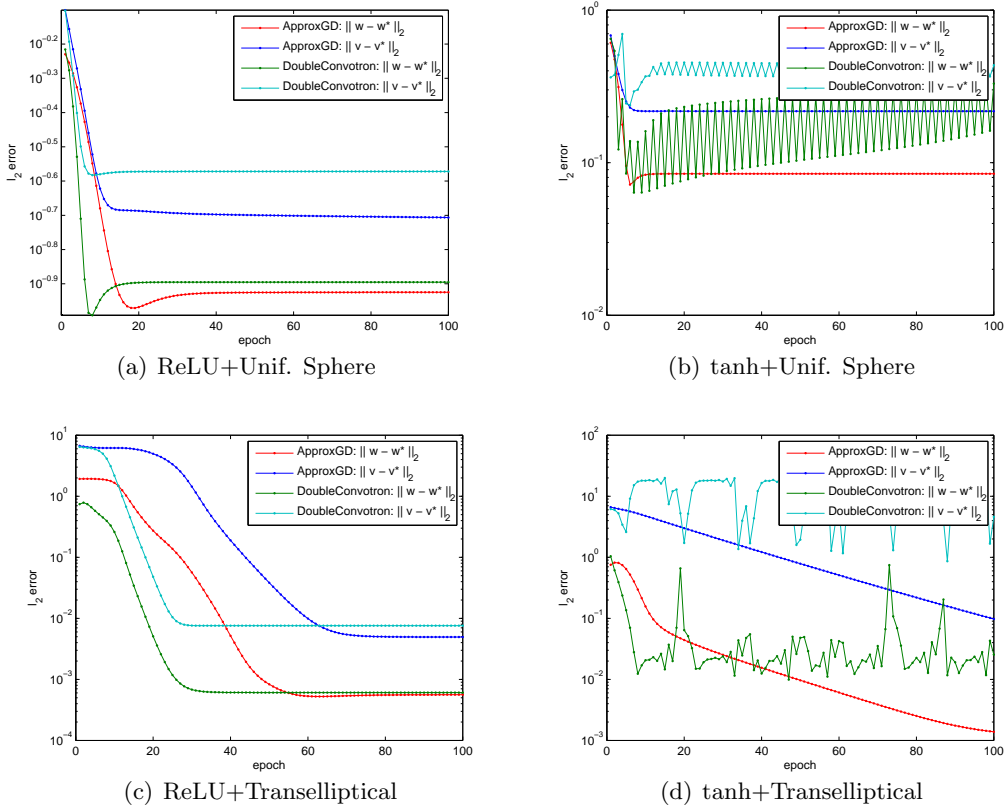 10^-0.2
10^-0.3
10^-0.4
10^-0.5
10^-0.6
10^-0.7
10^-0.8
10^-0.9
l_2 error
0 20 40 60 80 100
epoch
ApproxGD: || w – w* ||_2
ApproxGD: || v – v* ||_2
DoubleConvotron: || w – w* ||_2
DoubleConvotron: || v – v* ||_2
(a) ReLU+Unif. Sphere
10^0
10^-1
10^-2
l_2 error
0 20 40 60 80 100
epoch
ApproxGD: || w – w* ||_2
ApproxGD: || v – v* ||_2
DoubleConvotron: || w – w* ||_2
DoubleConvotron: || v – v* ||_2
(b) tanh+Unif. Sphere
10^1
10^0
10^-1
10^-2
10^-3
10^-4
l_2 error
0 20 40 60 80 100
epoch
ApproxGD: || w – w* ||_2
ApproxGD: || v – v* ||_2
DoubleConvotron: || w – w* ||_2
DoubleConvotron: || v – v* ||_2
(c) ReLU+Transelliptical
10^2
10^1
10^0
10^-1
10^-2
10^-3
l_2 error
0 20 40 60 80 100
epoch
ApproxGD: || w – w* ||_2
ApproxGD: || v – v* ||_2
DoubleConvotron: || w – w* ||_2
DoubleConvotron: || v – v* ||_2
(d) tanh+Transelliptical